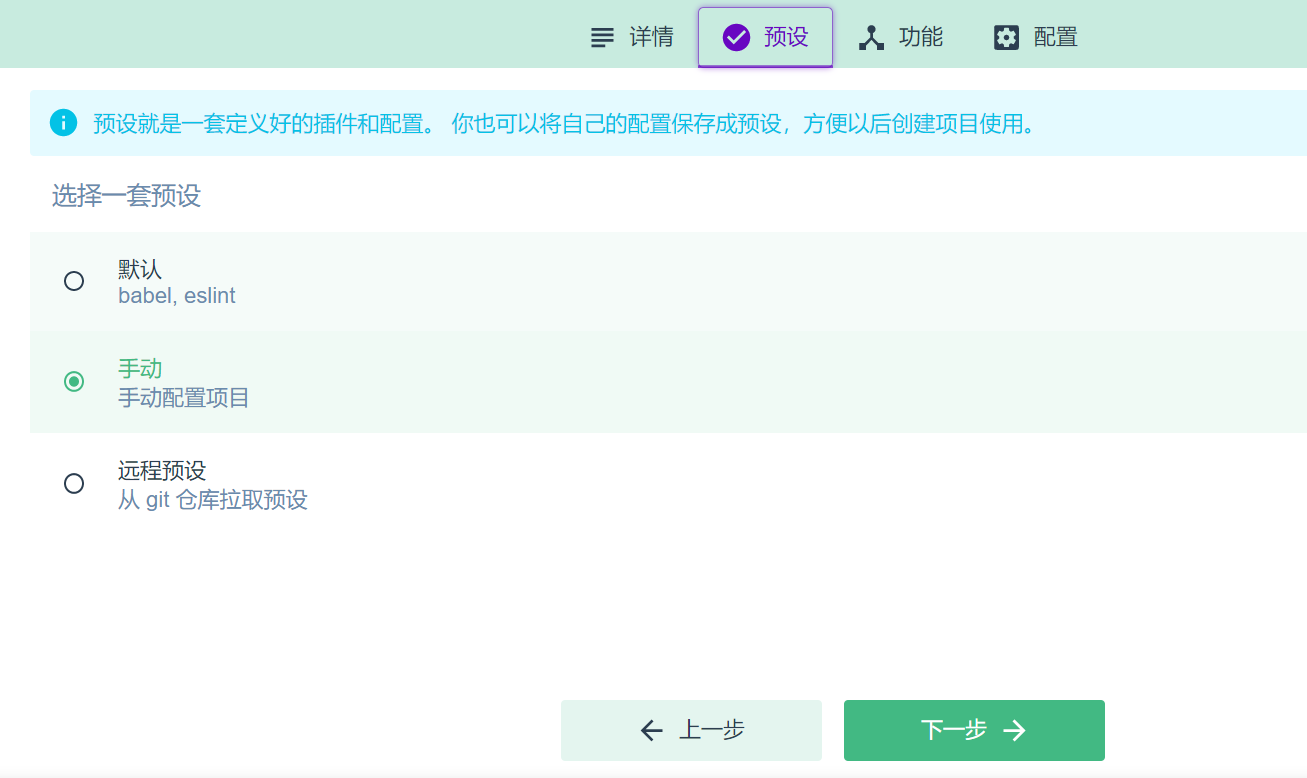 详情 预设 功能 配置
预设就是一套定义好的插件和配置。 你也可以将自己的配置保存成预设，方便以后创建项目使用。
选择一套预设
默认
babel, eslint
手动
手动配置项目
远程预设
从 git 仓库拉取预设
上一步 下一步